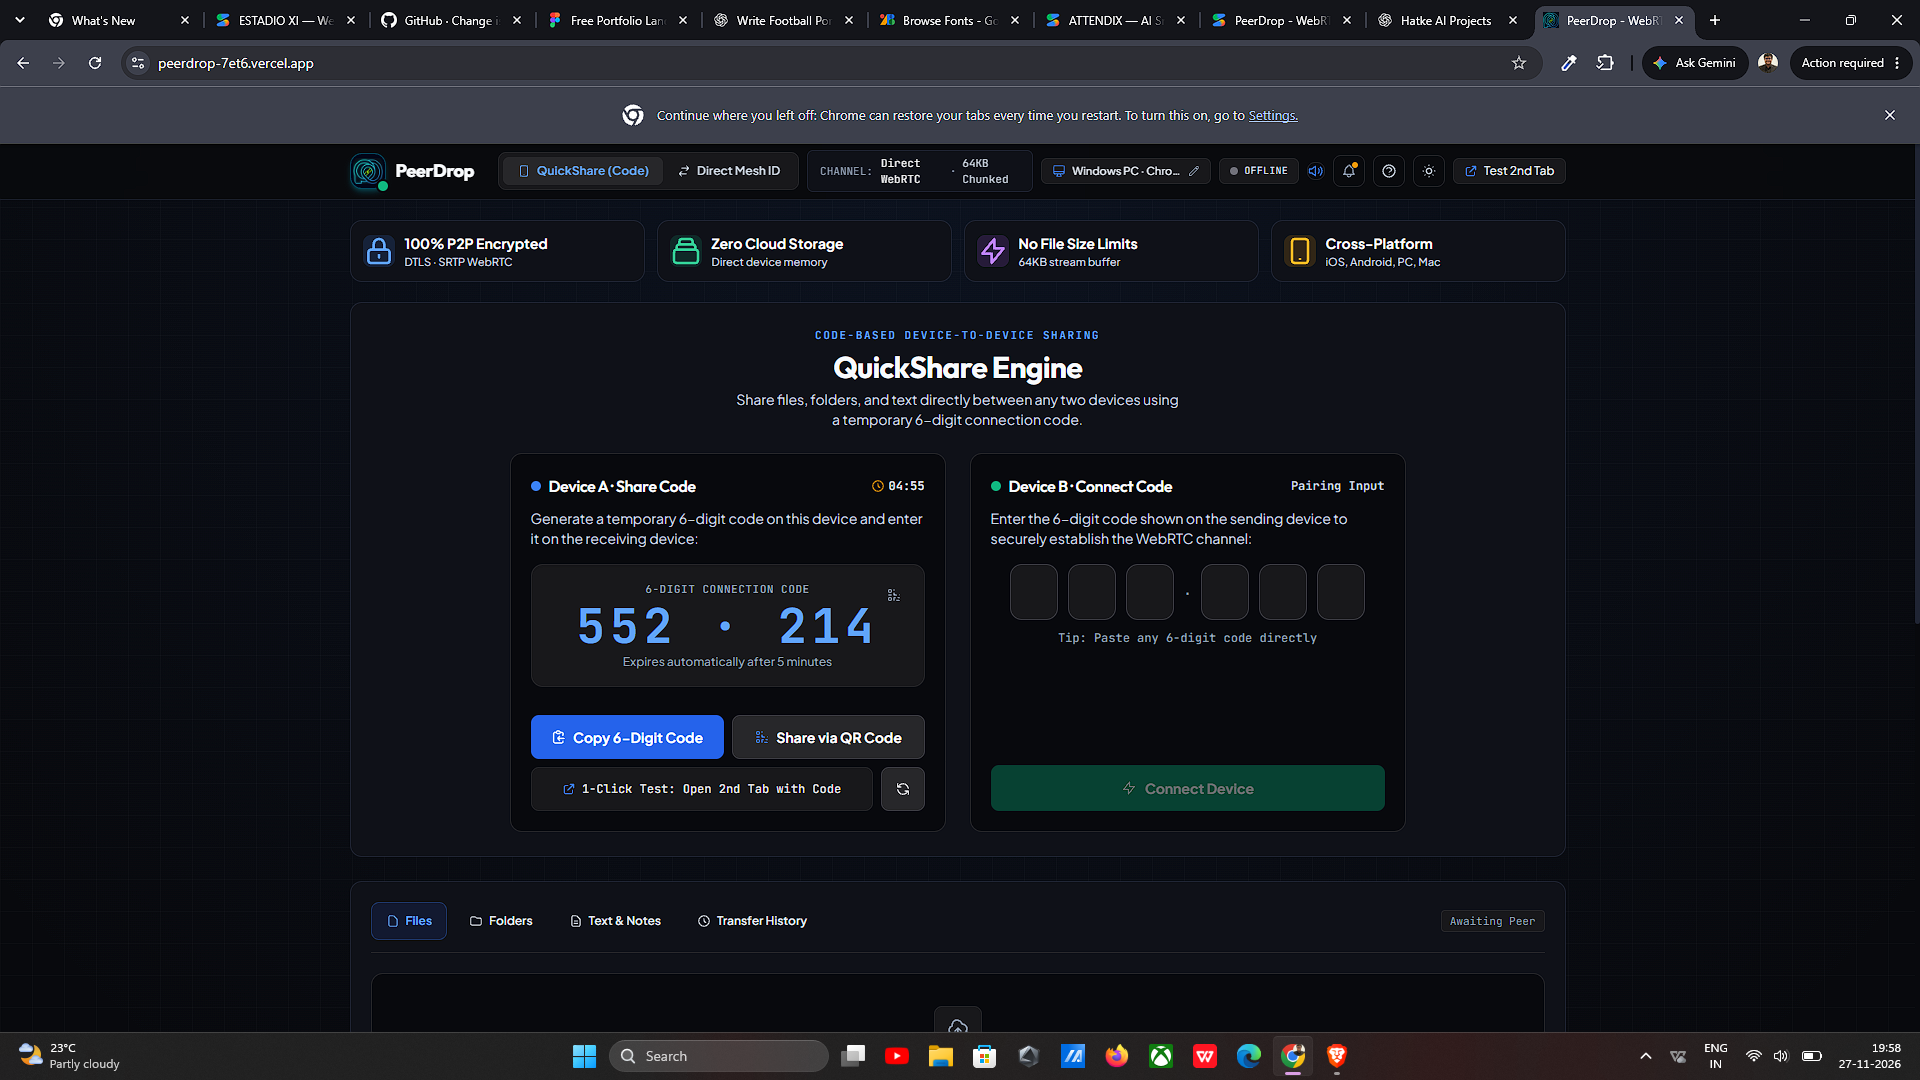 What's New
ESTADIO XI — We
GitHub · Change i
Free Portfolio Lan
Write Football Po
Browse Fonts - Go
ATTENDIX — AI S
PeerDrop - WebRT
Hatke AI Projects
PeerDrop - WebRT
peerdrop-7et6.vercel.app
Ask Gemini
Action required
Continue where you left off: Chrome can restore your tabs every time you restart. To turn this on, go to Settings.
PeerDrop
QuickShare (Code)
Direct Mesh ID
CHANNEL: Direct WebRTC · 64KB Chunked
Windows PC · Chro...
OFFLINE
Test 2nd Tab
100% P2P Encrypted
DTLS · SRTP WebRTC
Zero Cloud Storage
Direct device memory
No File Size Limits
64KB stream buffer
Cross-Platform
iOS, Android, PC, Mac
CODE-BASED DEVICE-TO-DEVICE SHARING
QuickShare Engine
Share files, folders, and text directly between any two devices using
a temporary 6-digit connection code.
Device A · Share Code
04:55
Generate a temporary 6-digit code on this device and enter
it on the receiving device:
6-DIGIT CONNECTION CODE
552 · 214
Expires automatically after 5 minutes
Copy 6-Digit Code
Share via QR Code
1-Click Test: Open 2nd Tab with Code
Device B · Connect Code
Pairing Input
Enter the 6-digit code shown on the sending device to
securely establish the WebRTC channel:
·
Tip: Paste any 6-digit code directly
Connect Device
Files
Folders
Text & Notes
Transfer History
Awaiting Peer
23°C
Partly cloudy
Search
ENG
IN
19:58
27-11-2026